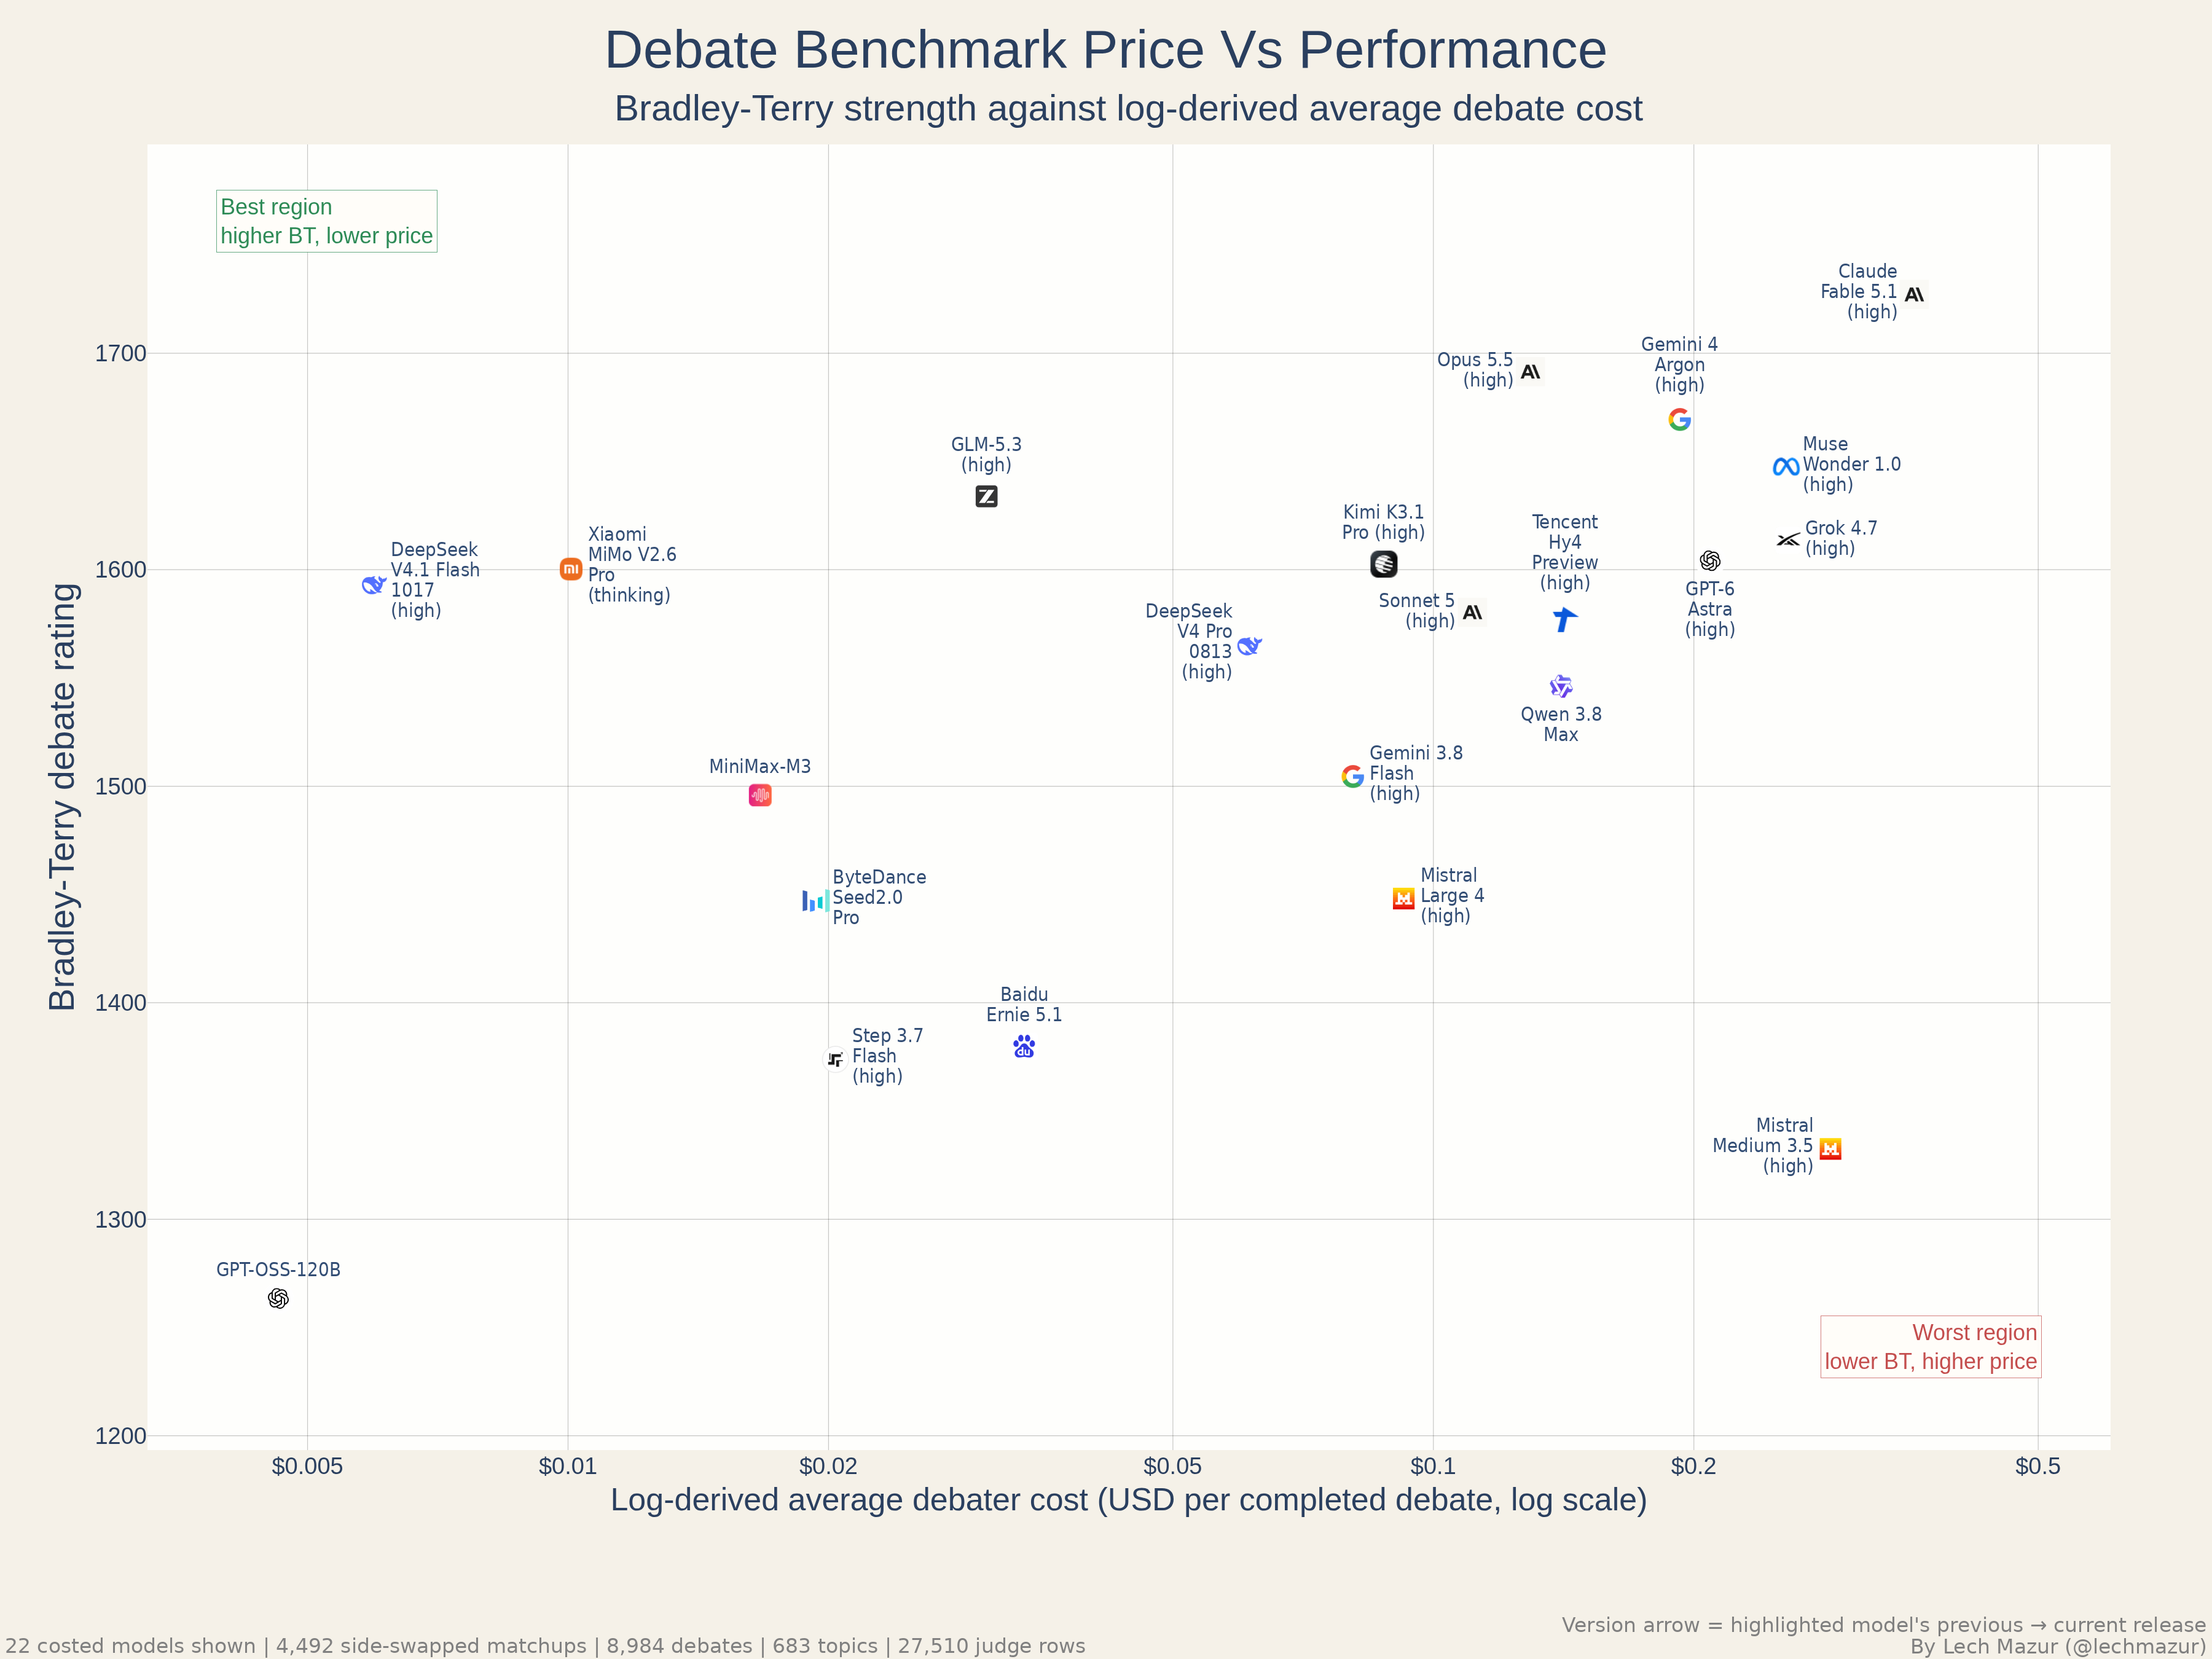 Debate Benchmark Price Vs Performance
Bradley-Terry strength against log-derived average debate cost
Best region
higher BT, lower price
Claude
Fable 5.1
(high)
Opus 5.5
(high)
Gemini 4
Argon
(high)
GLM-5.3
(high)
Muse
Wonder 1.0
(high)
Kimi K3.1
Pro (high)
Tencent
Hy4
Preview
(high)
Grok 4.7
(high)
Xiaomi
MiMo V2.6
Pro
(thinking)
DeepSeek
V4.1 Flash
1017
(high)
GPT-6
Astra
(high)
Sonnet 5
(high)
DeepSeek
V4 Pro
0813
(high)
Qwen 3.8
Max
Gemini 3.8
Flash
(high)
MiniMax-M3
ByteDance
Seed2.0
Pro
Mistral
Large 4
(high)
Baidu
Ernie 5.1
du
Step 3.7
Flash
(high)
Mistral
Medium 3.5
(high)
GPT-OSS-120B
Worst region
lower BT, higher price
1700
1600
1500
1400
1300
1200
Bradley-Terry debate rating
$0.005
$0.01
$0.02
$0.05
$0.1
$0.2
$0.5
Log-derived average debater cost (USD per completed debate, log scale)
Version arrow = highlighted model's previous → current release
22 costed models shown | 4,492 side-swapped matchups | 8,984 debates | 683 topics | 27,510 judge rows
By Lech Mazur (@lechmazur)